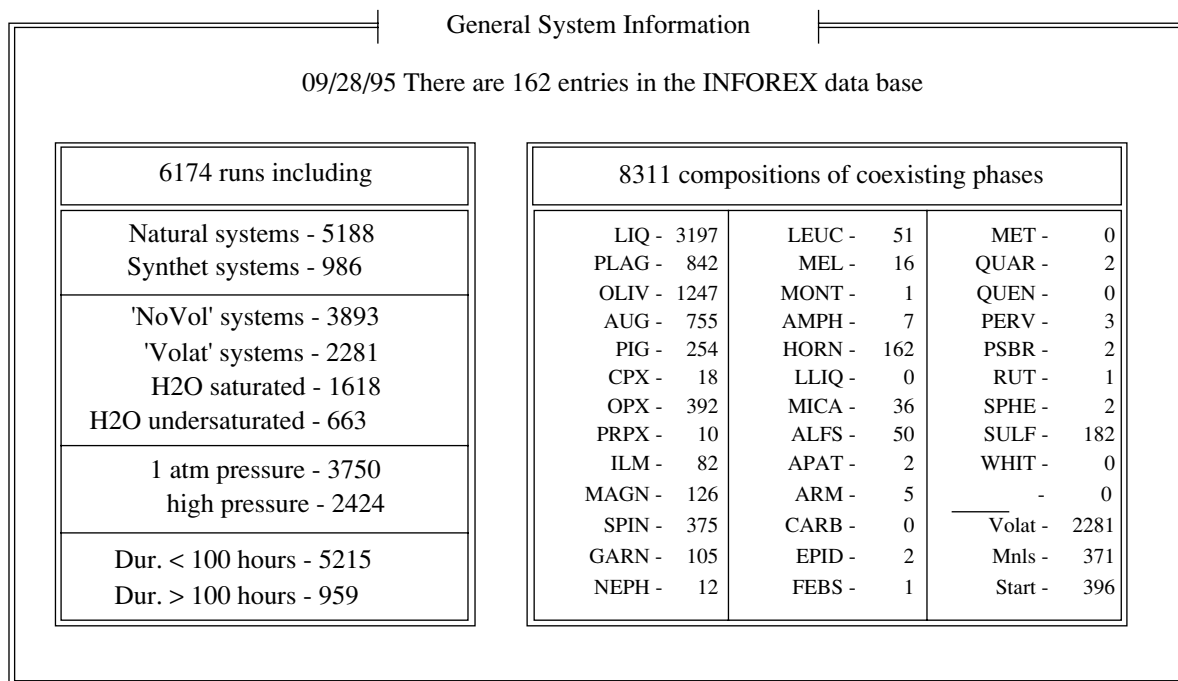 General System Information
09/28/95 There are 162 entries in the INFOREX data base
6174 runs including
Natural systems - 5188
Synthet systems - 986
'NoVol' systems - 3893
'Volat' systems - 2281
H2O saturated - 1618
H2O undersaturated - 663
1 atm pressure - 3750
high pressure - 2424
Dur. < 100 hours - 5215
Dur. > 100 hours - 959
8311 compositions of coexisting phases
LIQ - 3197
PLAG - 842
OLIV - 1247
AUG - 755
PIG - 254
CPX - 18
OPX - 392
PRPX - 10
ILM - 82
MAGN - 126
SPIN - 375
GARN - 105
NEPH - 12
LEUC - 51
MEL - 16
MONT - 1
AMPH - 7
HORN - 162
LLIQ - 0
MICA - 36
ALFS - 50
APAT - 2
ARM - 5
CARB - 0
EPID - 2
FEBS - 1
MET - 0
QUAR - 2
QUEN - 0
PERV - 3
PSBR - 2
RUT - 1
SPHE - 2
SULF - 182
WHIT - 0
- 0
Volat - 2281
Mnls - 371
Start - 396